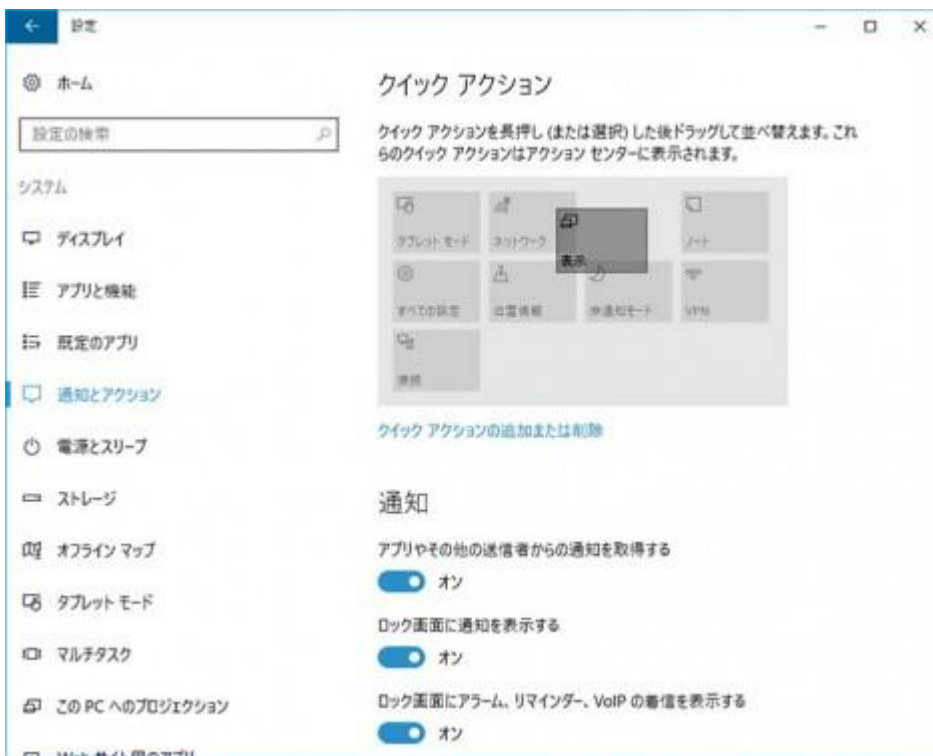 設定
ホーム
設定の検索
システム
ディスプレイ
アプリと機能
既定のアプリ
通知とアクション
電源とスリープ
ストレージ
オフライン マップ
タブレット モード
マルチタスク
この PC へのプロジェクション
Web サイト用のアプリ
クイック アクション
クイック アクションを長押し (または選択) した後ドラッグして並べ替えます。これ
らのクイック アクションはアクション センターに表示されます。
タブレット モード
ネットワーク
表示
ノート
すべての設定
位置情報
非通知モード
VPN
接続
クイック アクションの追加または削除
通知
アプリやその他の送信者からの通知を取得する
オン
ロック画面に通知を表示する
オン
ロック画面にアラーム、リマインダー、VoIP の着信を表示する
オン